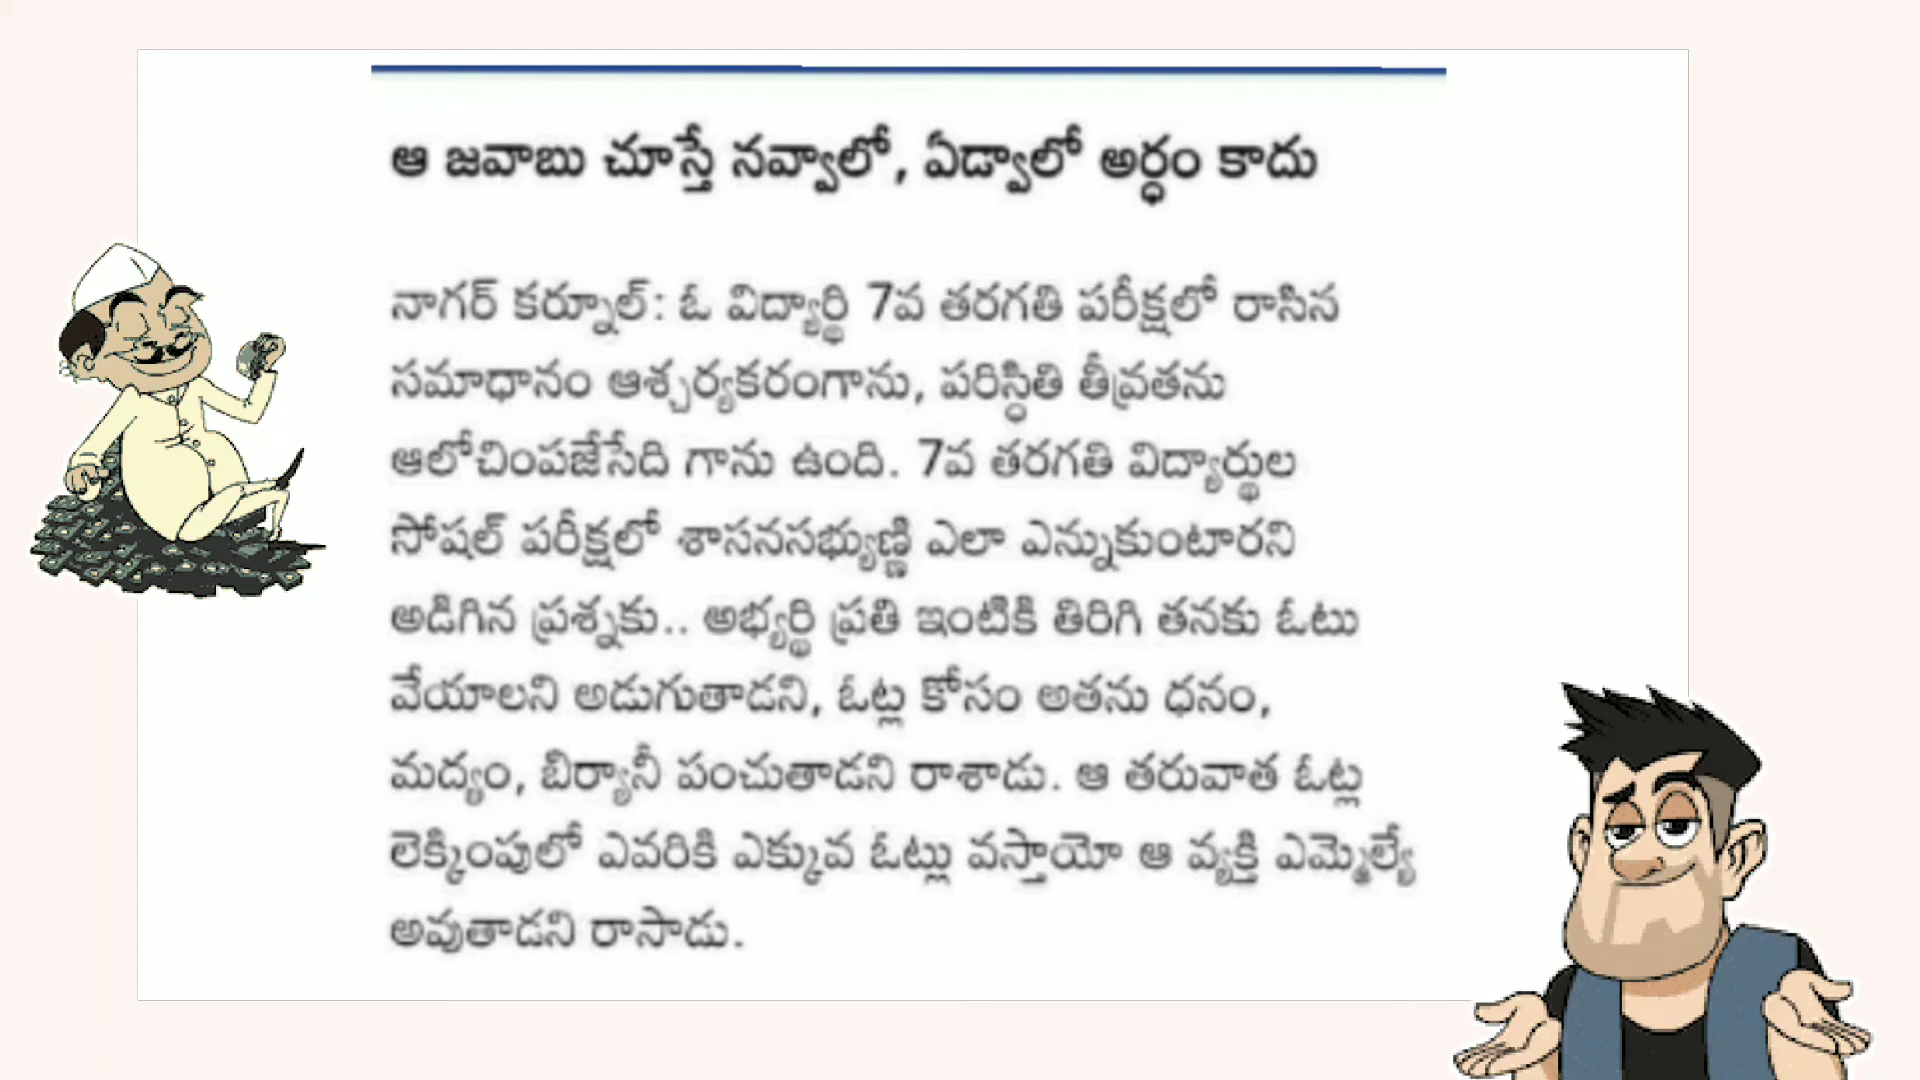 ఆ జవాబు చూస్తే నవ్వాలో, ఏడ్వాలో అర్ధం కాదు
నాగర్ కర్నూల్: ఓ విద్యార్థి 7వ తరగతి పరీక్షలో రాసిన
సమాధానం ఆశ్చర్యకరంగాను, పరిస్థితి తీవ్రతను
ఆలోచింపజేసేది గాను ఉంది. 7వ తరగతి విద్యార్థుల
సోషల్ పరీక్షలో శాసనసభ్యుణ్ణి ఎలా ఎన్నుకుంటారని
అడిగిన ప్రశ్నకు.. అభ్యర్థి ప్రతి ఇంటికి తిరిగి తనకు ఓటు
వేయాలని అడుగుతాడని, ఓట్ల కోసం అతను ధనం,
మద్యం, బిర్యానీ పంచుతాడని రాశాడు. ఆ తరువాత ఓట్ల
లెక్కింపులో ఎవరికి ఎక్కువ ఓట్లు వస్తాయో ఆ వ్యక్తి ఎమ్మెల్యే
అవుతాడని రాసాడు.